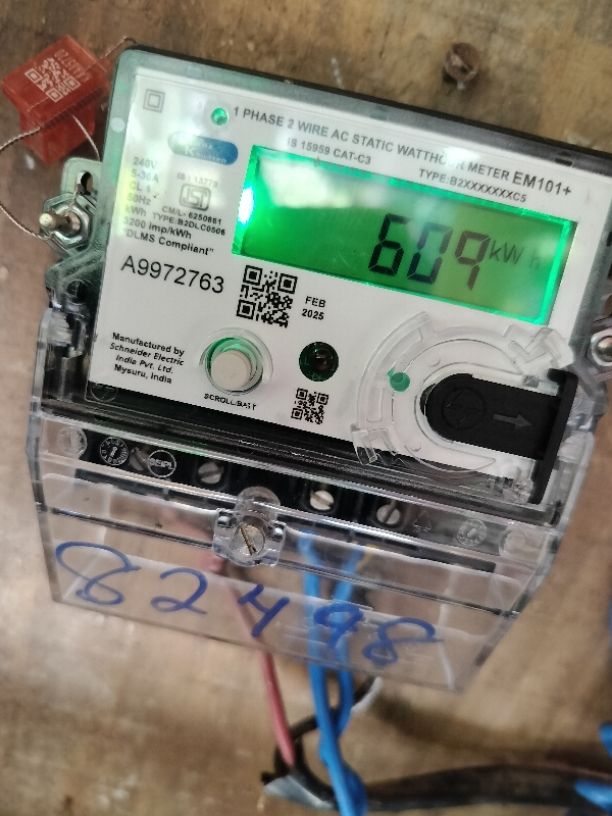 1 PHASE 2 WIRE AC STATIC WATTHOUR METER EM101+
IS 15959 CAT-C3
TYPE:B2XXXXXXXC5
240V
5-30A
50Hz
kWh
3200 imp/kWh
"DLMS Compliant"
CM/L- 6250851
TYPE:B2DLC0506
609 kWh
A9972763
FEB
2025
Manufactured by
Schneider Electric
India Pvt. Ltd.
Mysuru, India
SCROLL/BATT
SEIPL
82498